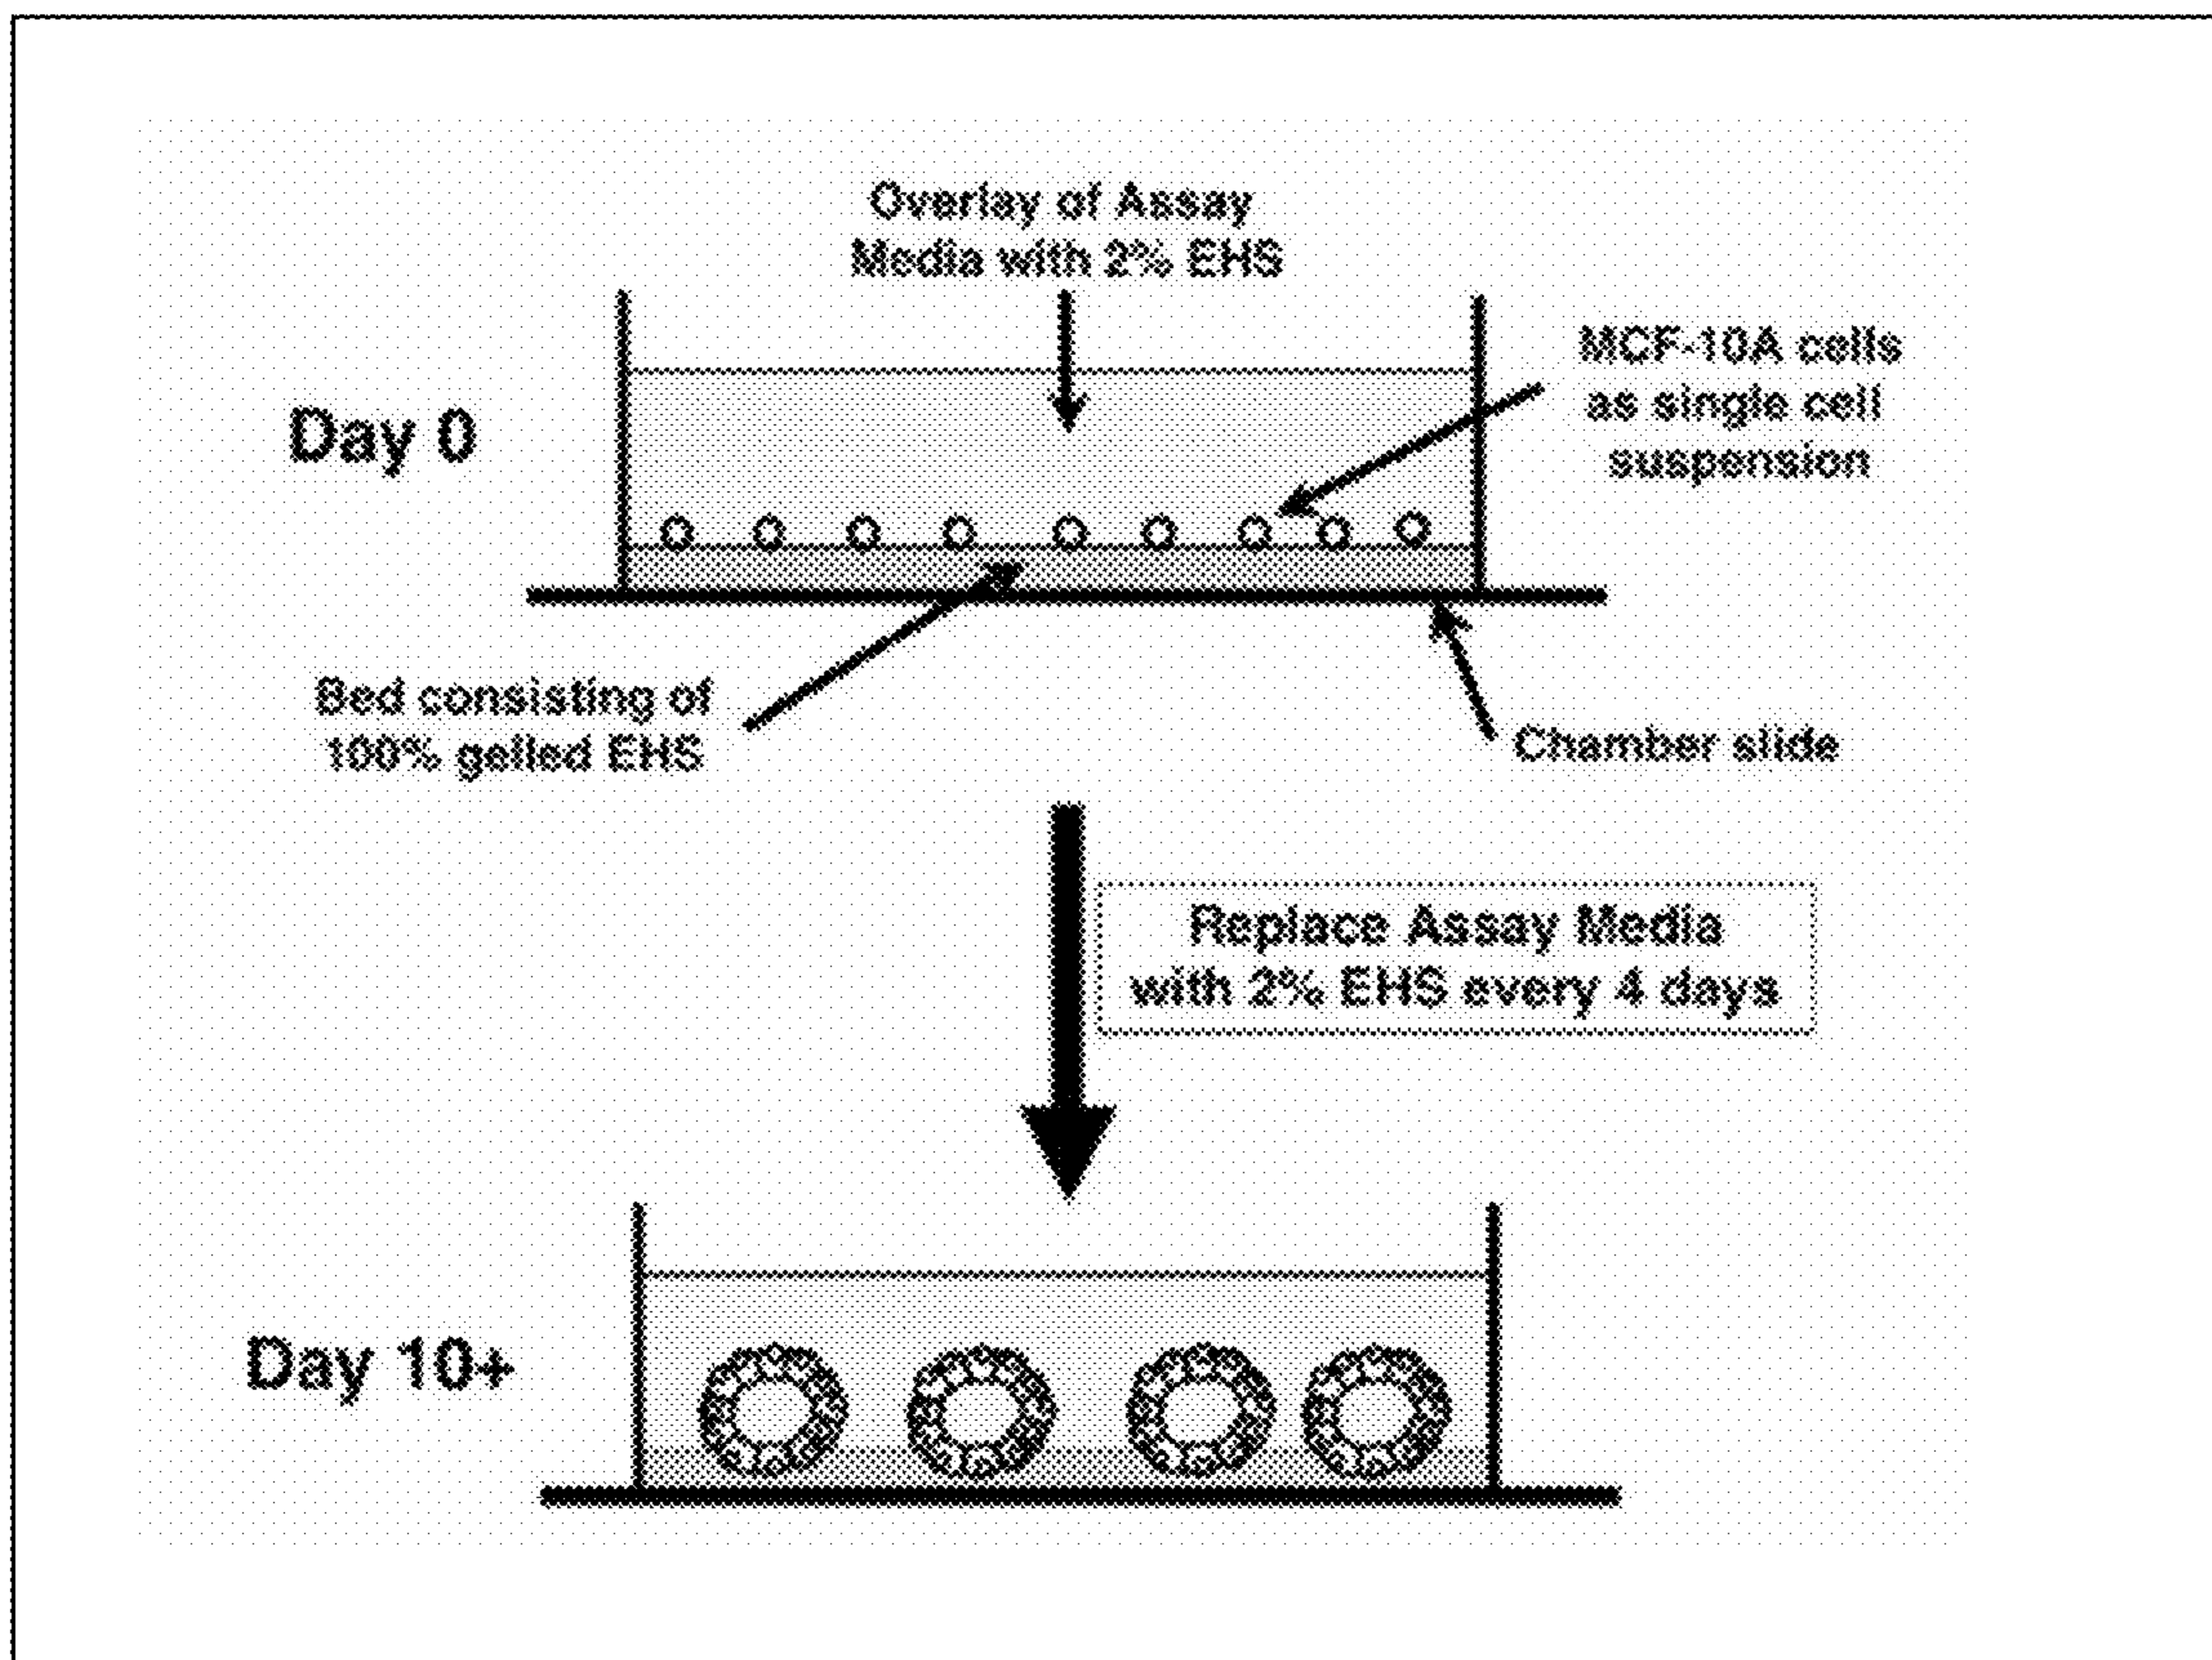 Overlay of Assay
Media with 2% EHS
MCF-10A cells
as single cell
suspension
Day 0
Bed consisting of
100% gelled EHS
Chamber slide
Replace Assay Media
with 2% EHS every 4 days
Day 10+